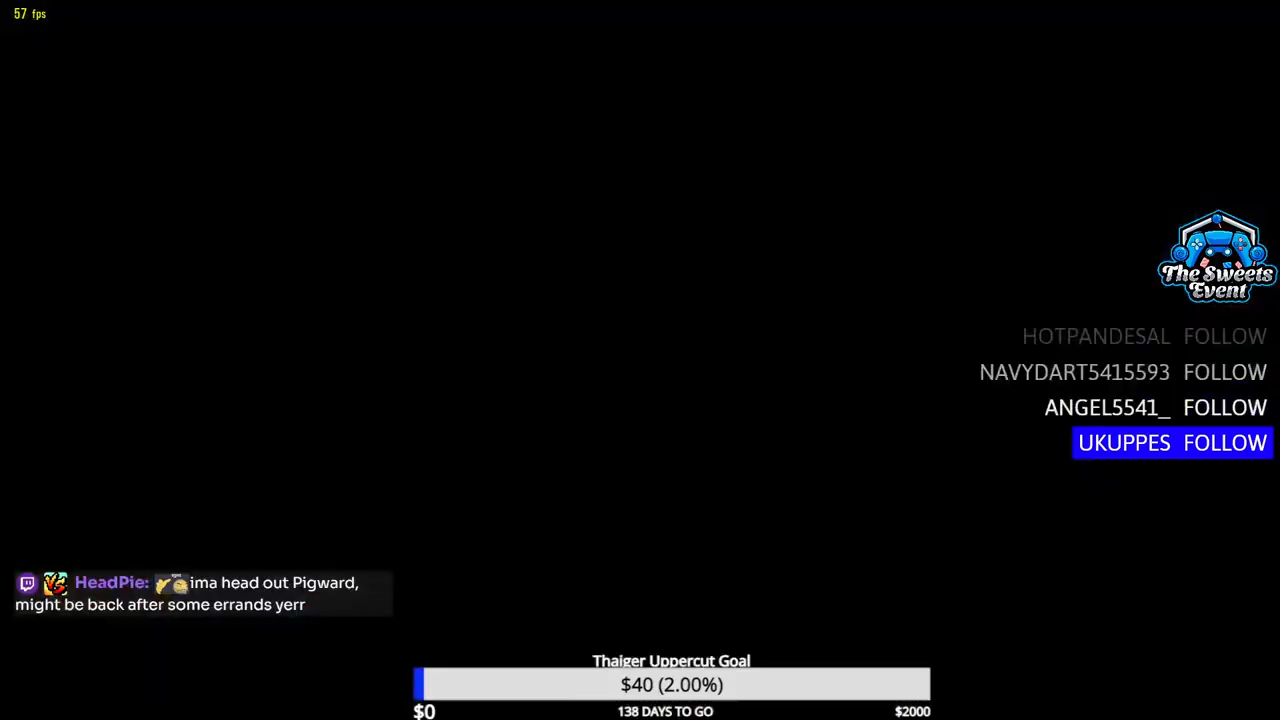 57 fps
The Sweets
Event
HOTPANDESAL FOLLOW
NAVYDART5415593 FOLLOW
ANGEL5541_ FOLLOW
UKUPPES FOLLOW
VS HeadPie: ima head out Pigward,
might be back after some errands yerr
Thaiger Uppercut Goal
$40 (2.00%)
$0 138 DAYS TO GO $2000